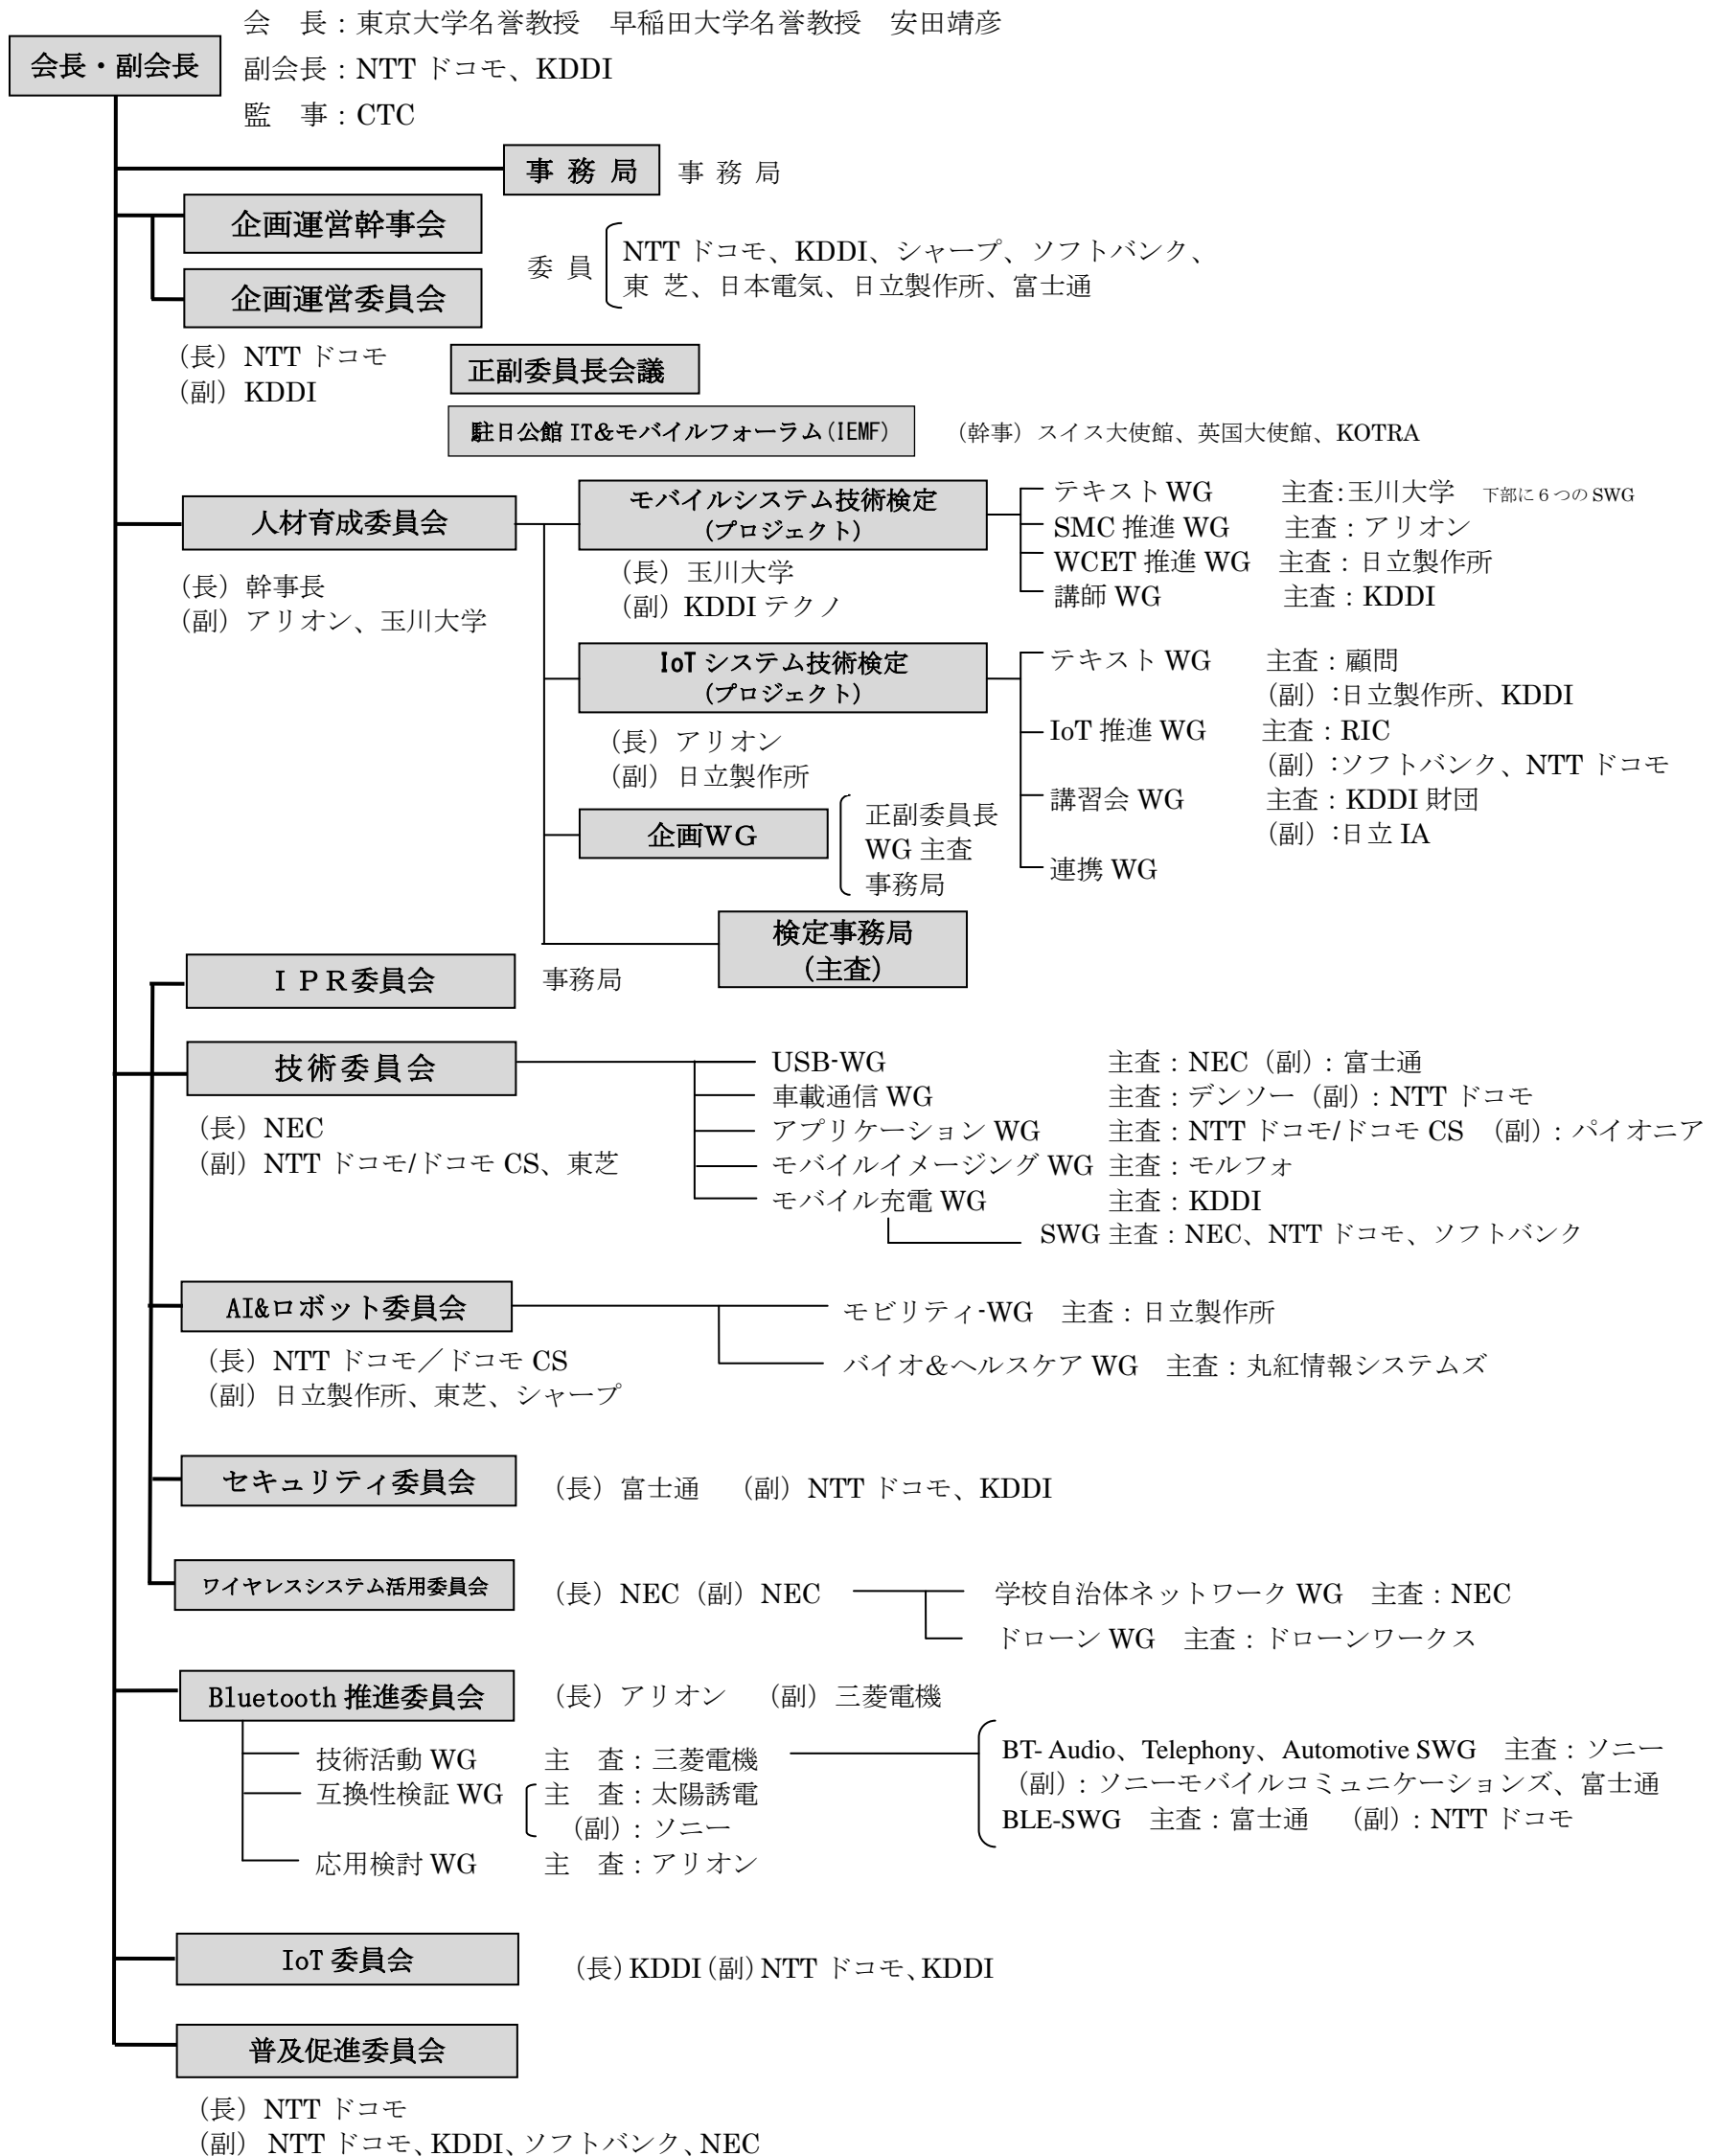 会　長：東京大学名誉教授　早稲田大学名誉教授　安田靖彦
会長・副会長
副会長：NTT ドコモ、KDDI
監　事：CTC
事 務 局
事 務 局
企画運営幹事会
委 員
NTT ドコモ、KDDI、シャープ、ソフトバンク、
東 芝、日本電気、日立製作所、富士通
企画運営委員会
（長）NTT ドコモ
（副）KDDI
正副委員長会議
駐日公館 IT&モバイルフォーラム(IEMF)
（幹事）スイス大使館、英国大使館、KOTRA
人材育成委員会
（長）幹事長
（副）アリオン、玉川大学
モバイルシステム技術検定
(プロジェクト)
（長）玉川大学
（副）KDDI テクノ
テキスト WG　主査：玉川大学　下部に６つの SWG
SMC 推進 WG　主査：アリオン
WCET 推進 WG　主査：日立製作所
講師 WG　主査：KDDI
IoT システム技術検定
(プロジェクト)
（長）アリオン
（副）日立製作所
テキスト WG　主査：顧問
（副）：日立製作所、KDDI
IoT 推進 WG　主査：RIC
（副）：ソフトバンク、NTT ドコモ
講習会 WG　主査：KDDI 財団
（副）：日立 IA
連携 WG
企画ＷＧ
正副委員長
WG 主査
事務局
検定事務局
(主査)
ＩＰＲ委員会
事務局
技術委員会
（長）NEC
（副）NTT ドコモ/ドコモ CS、東芝
USB-WG　主査：NEC（副）：富士通
車載通信 WG　主査：デンソー（副）：NTT ドコモ
アプリケーション WG　主査：NTT ドコモ/ドコモ CS　（副）：パイオニア
モバイルイメージング WG 主査：モルフォ
モバイル充電 WG　主査：KDDI
SWG 主査：NEC、NTT ドコモ、ソフトバンク
AI&ロボット委員会
（長）NTT ドコモ／ドコモ CS
（副）日立製作所、東芝、シャープ
モビリティ-WG　主査：日立製作所
バイオ&ヘルスケア WG　主査：丸紅情報システムズ
セキュリティ委員会
（長）富士通　（副）NTT ドコモ、KDDI
ワイヤレスシステム活用委員会
（長）NEC（副）NEC
学校自治体ネットワーク WG　主査：NEC
ドローン WG　主査：ドローンワークス
Bluetooth 推進委員会
（長）アリオン　（副）三菱電機
技術活動 WG　主　査：三菱電機
互換性検証 WG　主　査：太陽誘電
（副）：ソニー
応用検討 WG　主　査：アリオン
BT- Audio、Telephony、Automotive SWG　主査：ソニー
（副）：ソニーモバイルコミュニケーションズ、富士通
BLE-SWG　主査：富士通　（副）：NTT ドコモ
IoT 委員会
（長）KDDI（副）NTT ドコモ、KDDI
普及促進委員会
（長）NTT ドコモ
（副） NTT ドコモ、KDDI、ソフトバンク、NEC